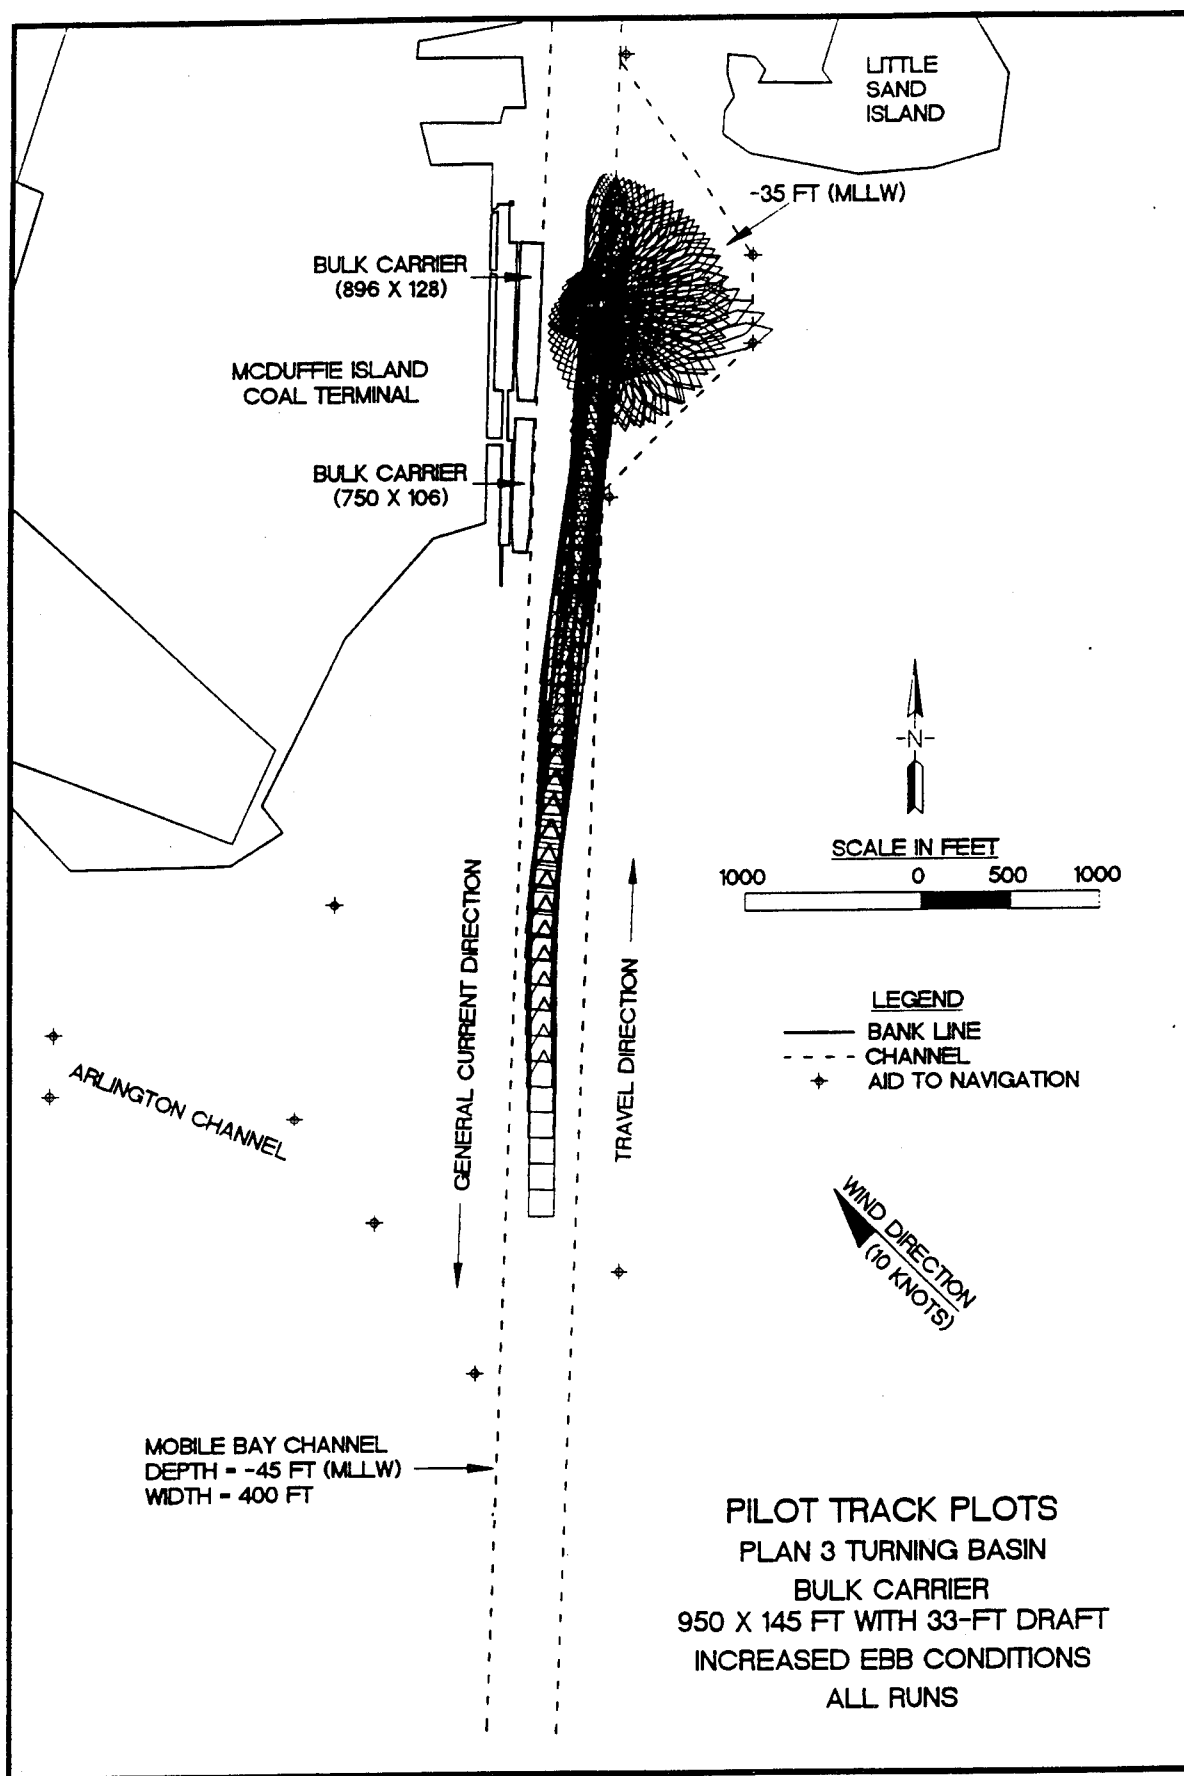 LITTLE
SAND
ISLAND
-35 FT (MLLW)
BULK CARRIER
(896 X 128)
MCDUFFIE ISLAND
COAL TERMINAL
BULK CARRIER
(750 X 106)
-N-
SCALE IN FEET
1000 0 500 1000
GENERAL CURRENT DIRECTION
TRAVEL DIRECTION
LEGEND
BANK LINE
CHANNEL
AID TO NAVIGATION
ARLINGTON CHANNEL
WIND DIRECTION
(10 KNOTS)
MOBILE BAY CHANNEL
DEPTH = -45 FT (MLLW)
WIDTH = 400 FT
PILOT TRACK PLOTS
PLAN 3 TURNING BASIN
BULK CARRIER
950 X 145 FT WITH 33-FT DRAFT
INCREASED EBB CONDITIONS
ALL RUNS